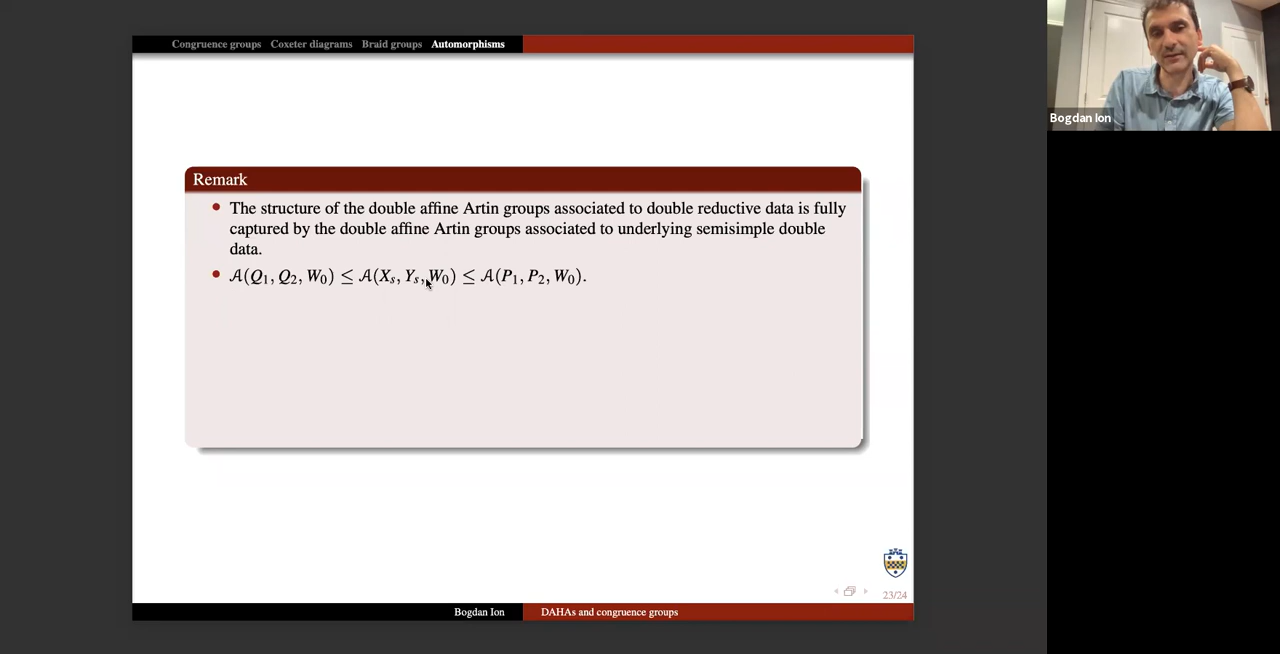 Congruence groups Coxeter diagrams Braid groups Automorphisms
Bogdan Ion
Remark
• The structure of the double affine Artin groups associated to double reductive data is fully
captured by the double affine Artin groups associated to underlying semisimple double
data.
• 𝒜(Q₁, Q₂, W₀) ≤ 𝒜(Xₛ, Yₛ, W₀) ≤ 𝒜(P₁, P₂, W₀).
23/24
Bogdan Ion DAHAs and congruence groups